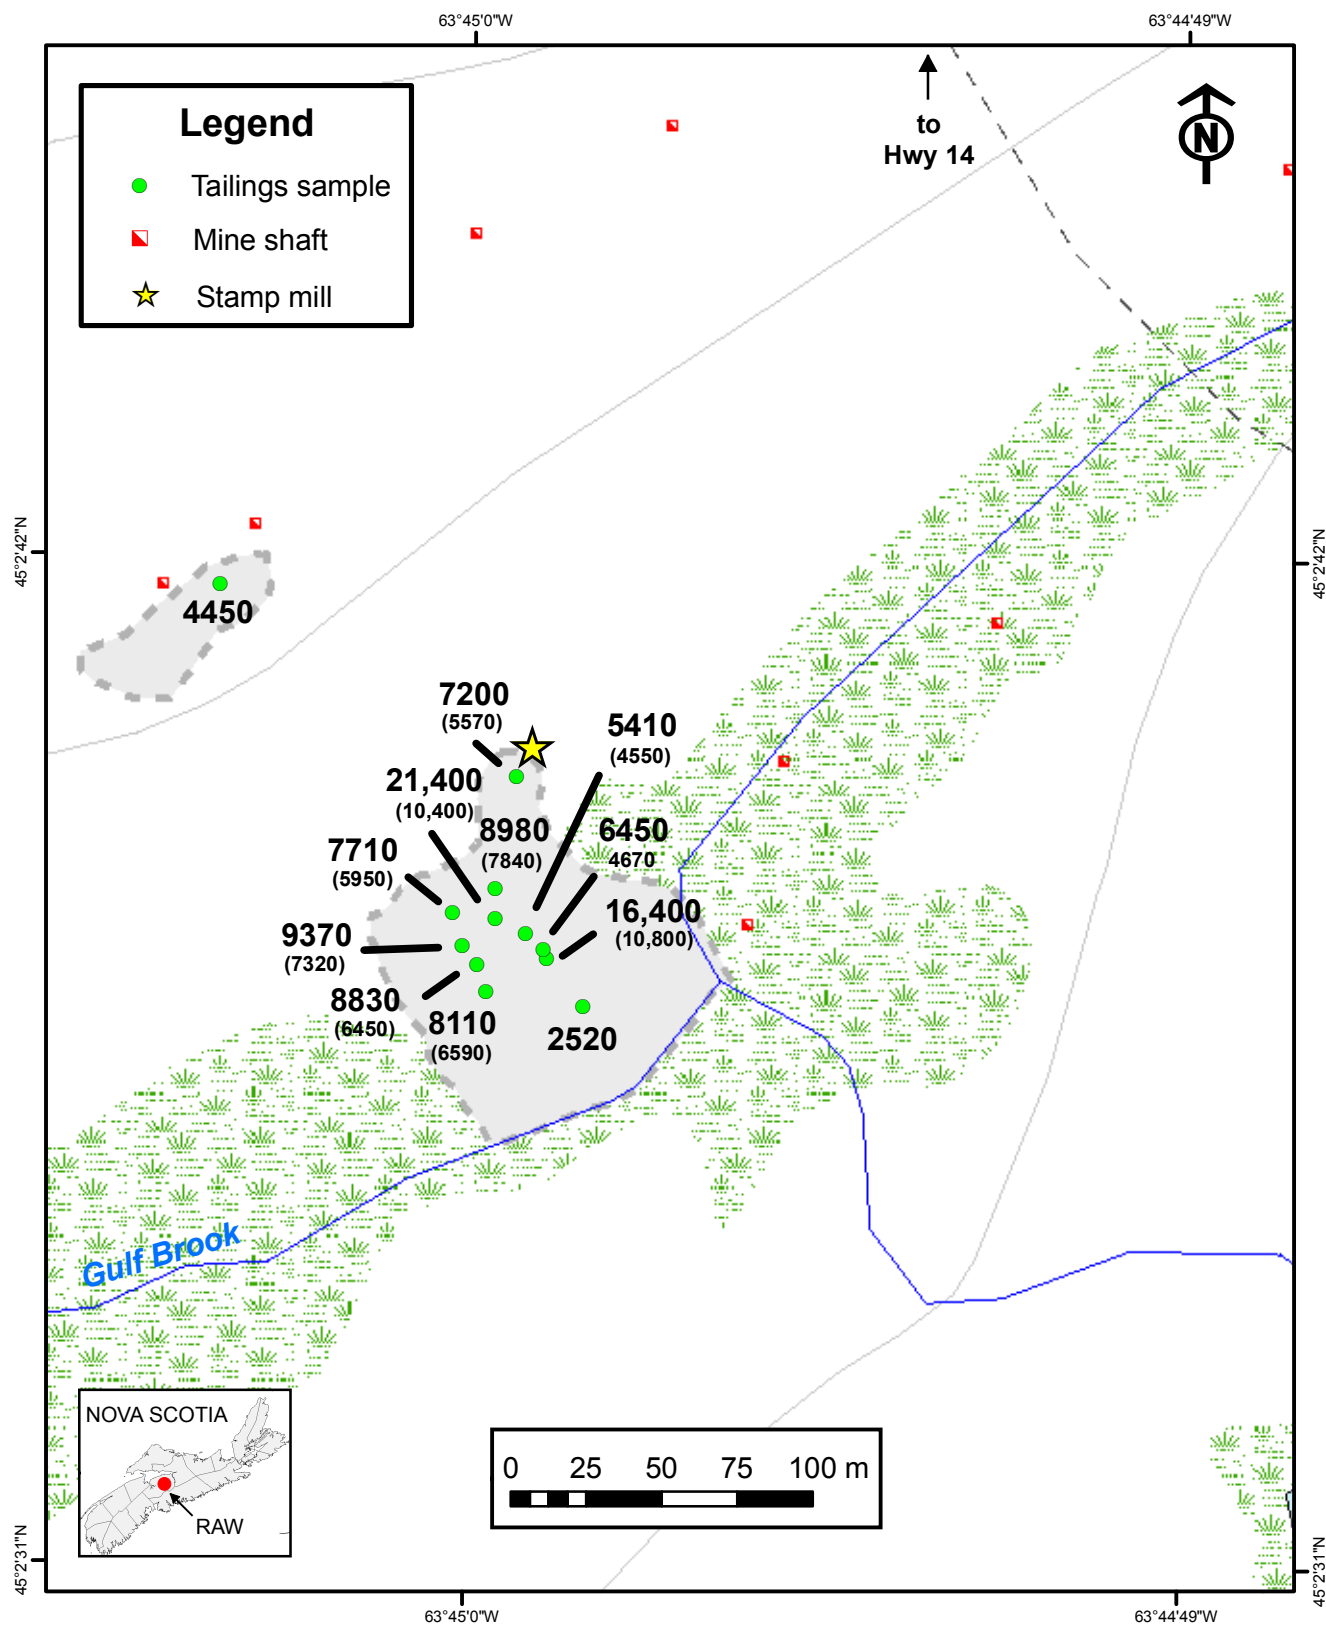 63°45'0"W
63°44'49"W
Legend
Tailings sample
Mine shaft
Stamp mill
to
Hwy 14
N
45°2'42"N
45°2'42"N
4450
7200
(5570)
5410
(4550)
21,400
(10,400)
8980
(7840)
6450
4670
7710
(5950)
16,400
(10,800)
9370
(7320)
8830
(6450)
8110
(6590)
2520
Gulf Brook
NOVA SCOTIA
RAW
0 25 50 75 100 m
45°2'31"N
45°2'31"N
63°45'0"W
63°44'49"W